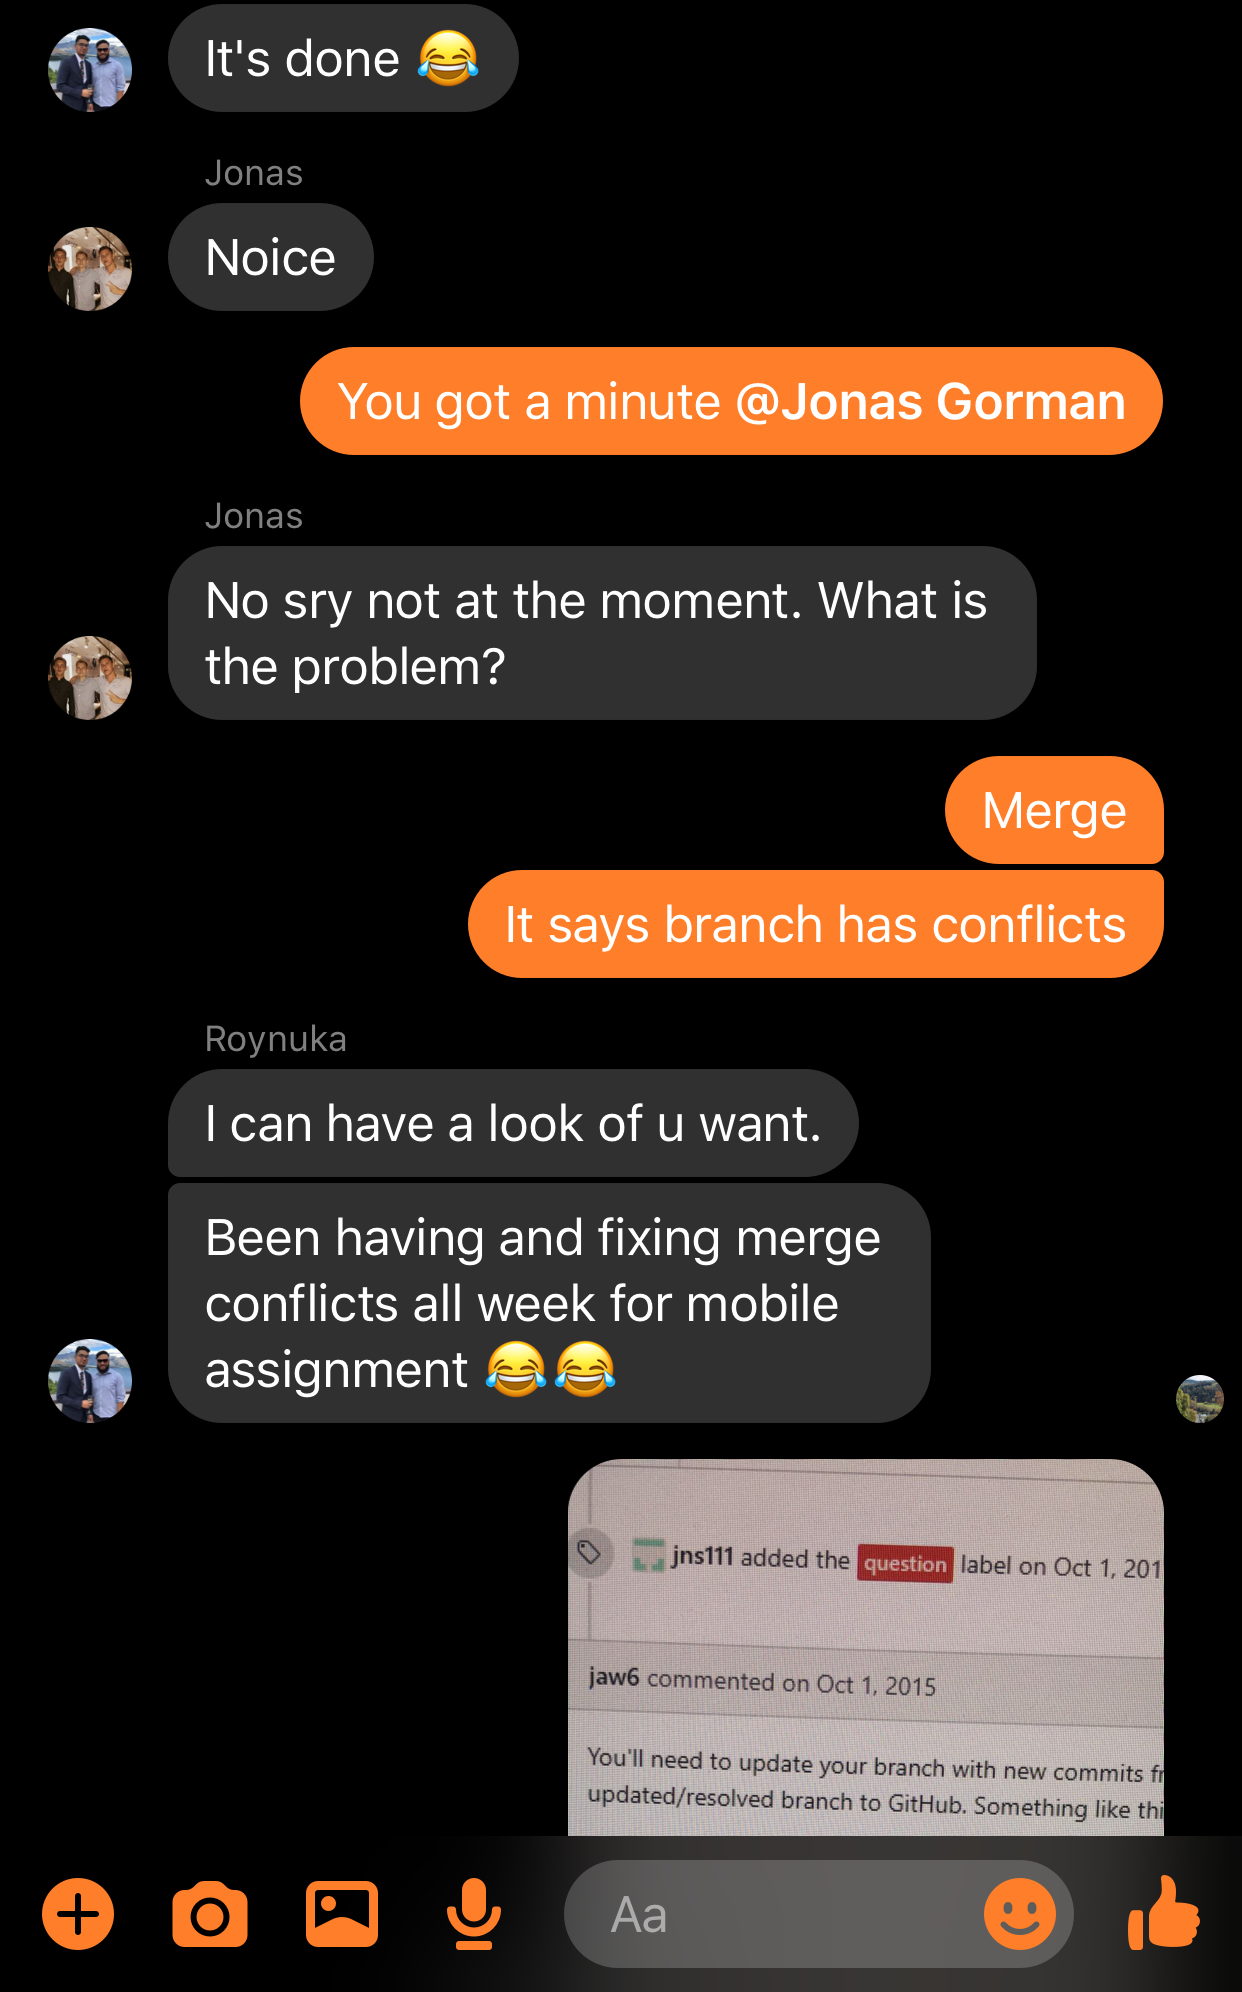 It's done 😂
Jonas
Noice
You got a minute @Jonas Gorman
Jonas
No sry not at the moment. What is
the problem?
Merge
It says branch has conflicts
Roynuka
I can have a look of u want.
Been having and fixing merge
conflicts all week for mobile
assignment 😂😂
jns111 added the question label on Oct 1, 201
jaw6 commented on Oct 1, 2015
You'll need to update your branch with new commits fr
updated/resolved branch to GitHub. Something like thi
Aa